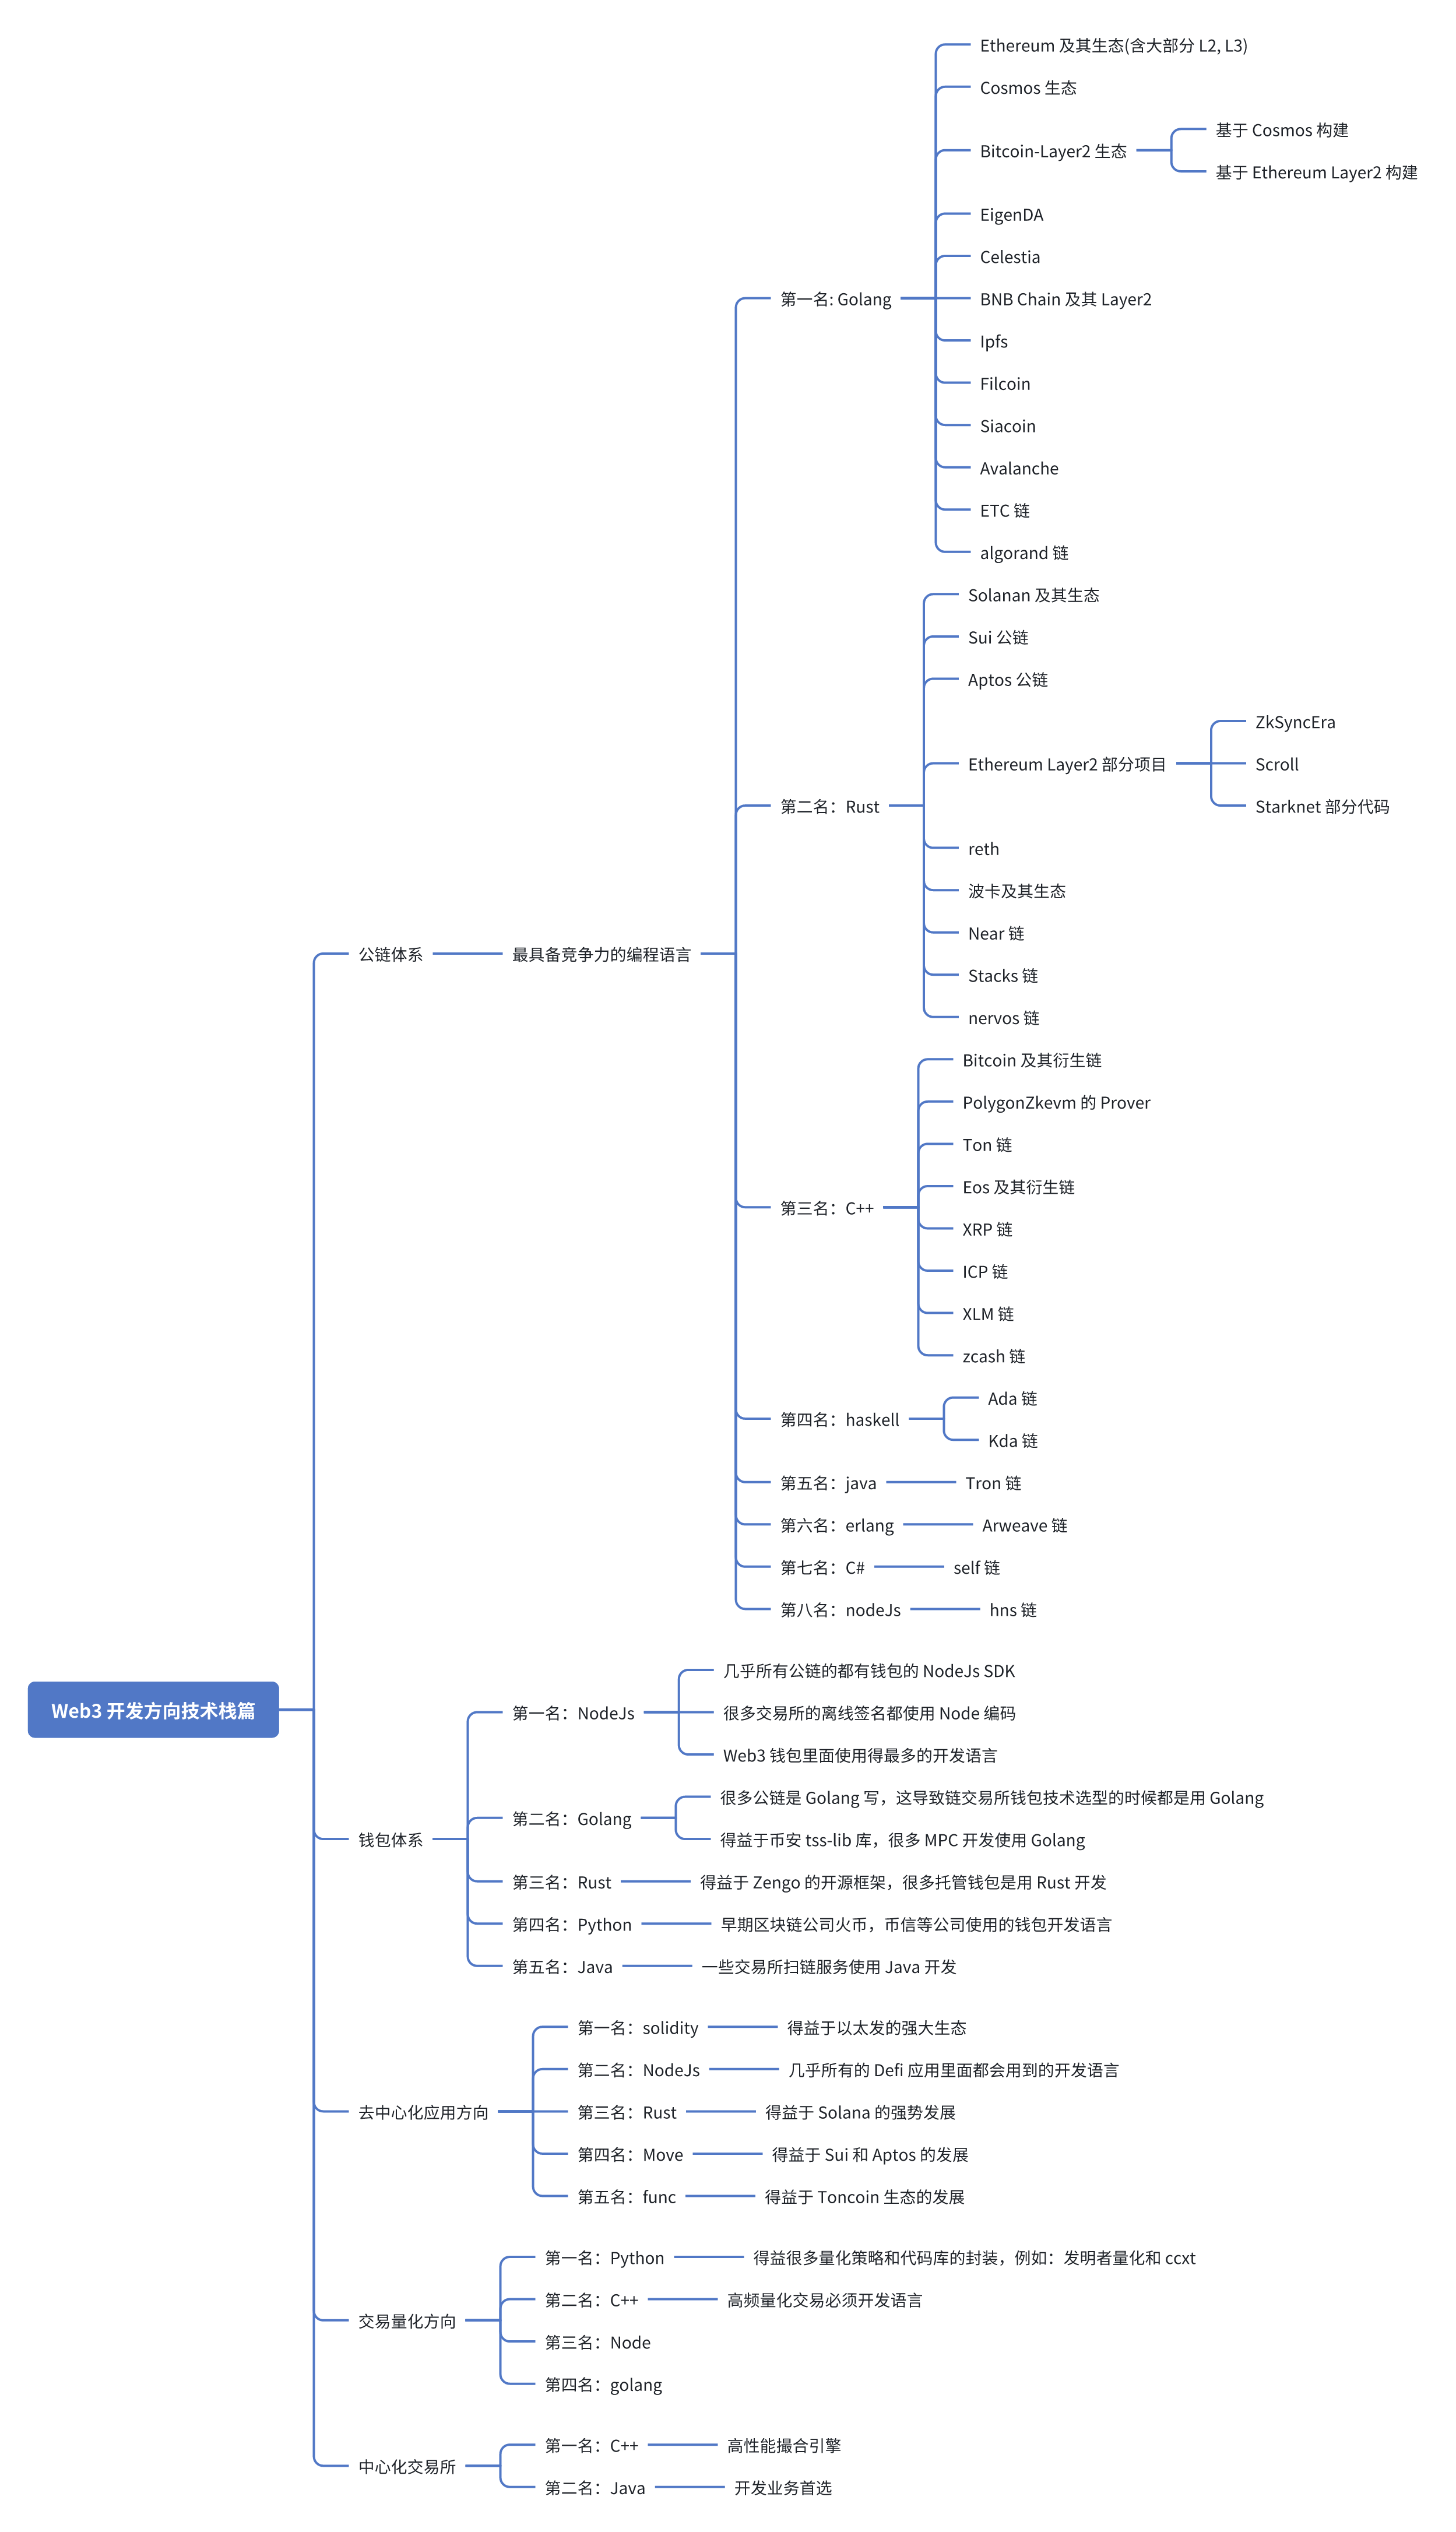 Web3 开发方向技术栈篇
公链体系
最具备竞争力的编程语言
第一名: Golang
Ethereum 及其生态(含大部分 L2, L3)
Cosmos 生态
Bitcoin-Layer2 生态
基于 Cosmos 构建
基于 Ethereum Layer2 构建
EigenDA
Celestia
BNB Chain 及其 Layer2
Ipfs
Filcoin
Siacoin
Avalanche
ETC 链
algorand 链
第二名：Rust
Solanan 及其生态
Sui 公链
Aptos 公链
Ethereum Layer2 部分项目
ZkSyncEra
Scroll
Starknet 部分代码
reth
波卡及其生态
Near 链
Stacks 链
nervos 链
第三名：C++
Bitcoin 及其衍生链
PolygonZkevm 的 Prover
Ton 链
Eos 及其衍生链
XRP 链
ICP 链
XLM 链
zcash 链
第四名：haskell
Ada 链
Kda 链
第五名：java
Tron 链
第六名：erlang
Arweave 链
第七名：C#
self 链
第八名：nodeJs
hns 链
钱包体系
第一名：NodeJs
几乎所有公链的都有钱包的 NodeJs SDK
很多交易所的离线签名都使用 Node 编码
Web3 钱包里面使用得最多的开发语言
第二名：Golang
很多公链是 Golang 写，这导致链交易所钱包技术选型的时候都是用 Golang
得益于币安 tss-lib 库，很多 MPC 开发使用 Golang
第三名：Rust
得益于 Zengo 的开源框架，很多托管钱包是用 Rust 开发
第四名：Python
早期区块链公司火币，币信等公司使用的钱包开发语言
第五名：Java
一些交易所扫链服务使用 Java 开发
去中心化应用方向
第一名：solidity
得益于以太发的强大生态
第二名：NodeJs
几乎所有的 Defi 应用里面都会用到的开发语言
第三名：Rust
得益于 Solana 的强势发展
第四名：Move
得益于 Sui 和 Aptos 的发展
第五名：func
得益于 Toncoin 生态的发展
交易量化方向
第一名：Python
得益很多量化策略和代码库的封装，例如：发明者量化和 ccxt
第二名：C++
高频量化交易必须开发语言
第三名：Node
第四名：golang
中心化交易所
第一名：C++
高性能撮合引擎
第二名：Java
开发业务首选